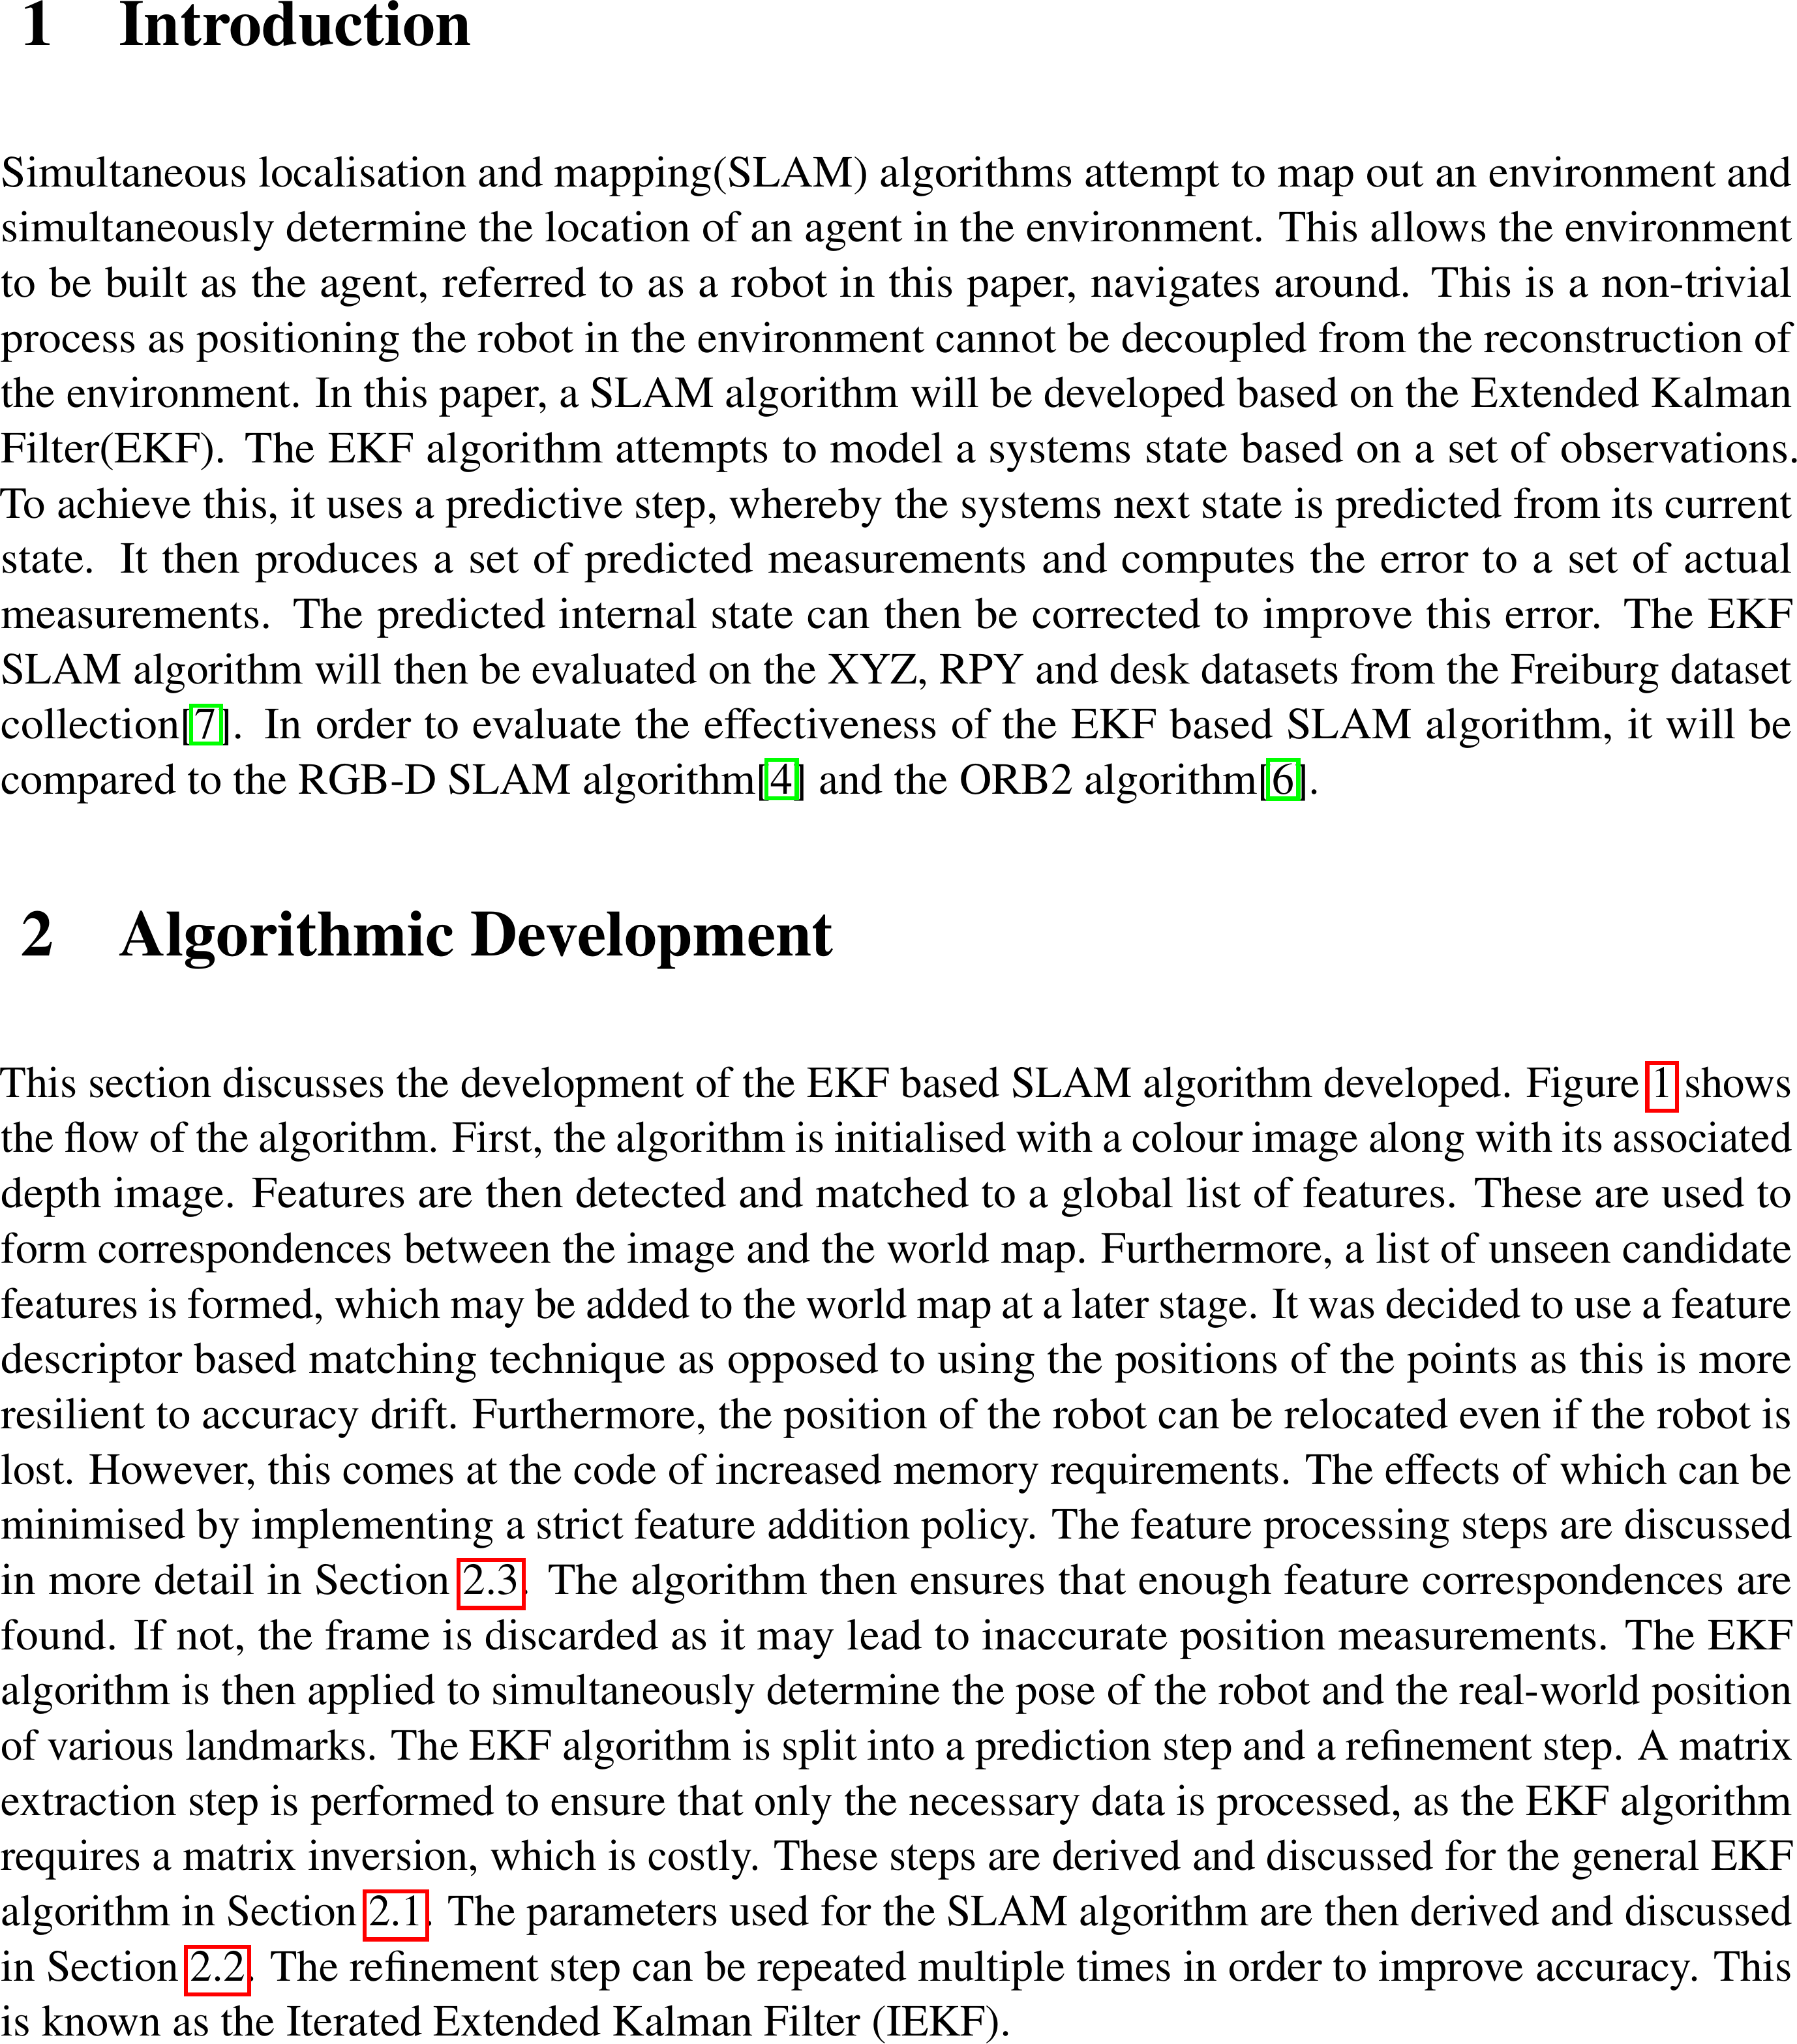 1 Introduction
Simultaneous localisation and mapping(SLAM) algorithms attempt to map out an environment and
simultaneously determine the location of an agent in the environment. This allows the environment
to be built as the agent, referred to as a robot in this paper, navigates around. This is a non-trivial
process as positioning the robot in the environment cannot be decoupled from the reconstruction of
the environment. In this paper, a SLAM algorithm will be developed based on the Extended Kalman
Filter(EKF). The EKF algorithm attempts to model a systems state based on a set of observations.
To achieve this, it uses a predictive step, whereby the systems next state is predicted from its current
state. It then produces a set of predicted measurements and computes the error to a set of actual
measurements. The predicted internal state can then be corrected to improve this error. The EKF
SLAM algorithm will then be evaluated on the XYZ, RPY and desk datasets from the Freiburg dataset
collection[7]. In order to evaluate the effectiveness of the EKF based SLAM algorithm, it will be
compared to the RGB-D SLAM algorithm[4] and the ORB2 algorithm[6].
2 Algorithmic Development
This section discusses the development of the EKF based SLAM algorithm developed. Figure 1 shows
the flow of the algorithm. First, the algorithm is initialised with a colour image along with its associated
depth image. Features are then detected and matched to a global list of features. These are used to
form correspondences between the image and the world map. Furthermore, a list of unseen candidate
features is formed, which may be added to the world map at a later stage. It was decided to use a feature
descriptor based matching technique as opposed to using the positions of the points as this is more
resilient to accuracy drift. Furthermore, the position of the robot can be relocated even if the robot is
lost. However, this comes at the code of increased memory requirements. The effects of which can be
minimised by implementing a strict feature addition policy. The feature processing steps are discussed
in more detail in Section 2.3. The algorithm then ensures that enough feature correspondences are
found. If not, the frame is discarded as it may lead to inaccurate position measurements. The EKF
algorithm is then applied to simultaneously determine the pose of the robot and the real-world position
of various landmarks. The EKF algorithm is split into a prediction step and a refinement step. A matrix
extraction step is performed to ensure that only the necessary data is processed, as the EKF algorithm
requires a matrix inversion, which is costly. These steps are derived and discussed for the general EKF
algorithm in Section 2.1. The parameters used for the SLAM algorithm are then derived and discussed
in Section 2.2. The refinement step can be repeated multiple times in order to improve accuracy. This
is known as the Iterated Extended Kalman Filter (IEKF).